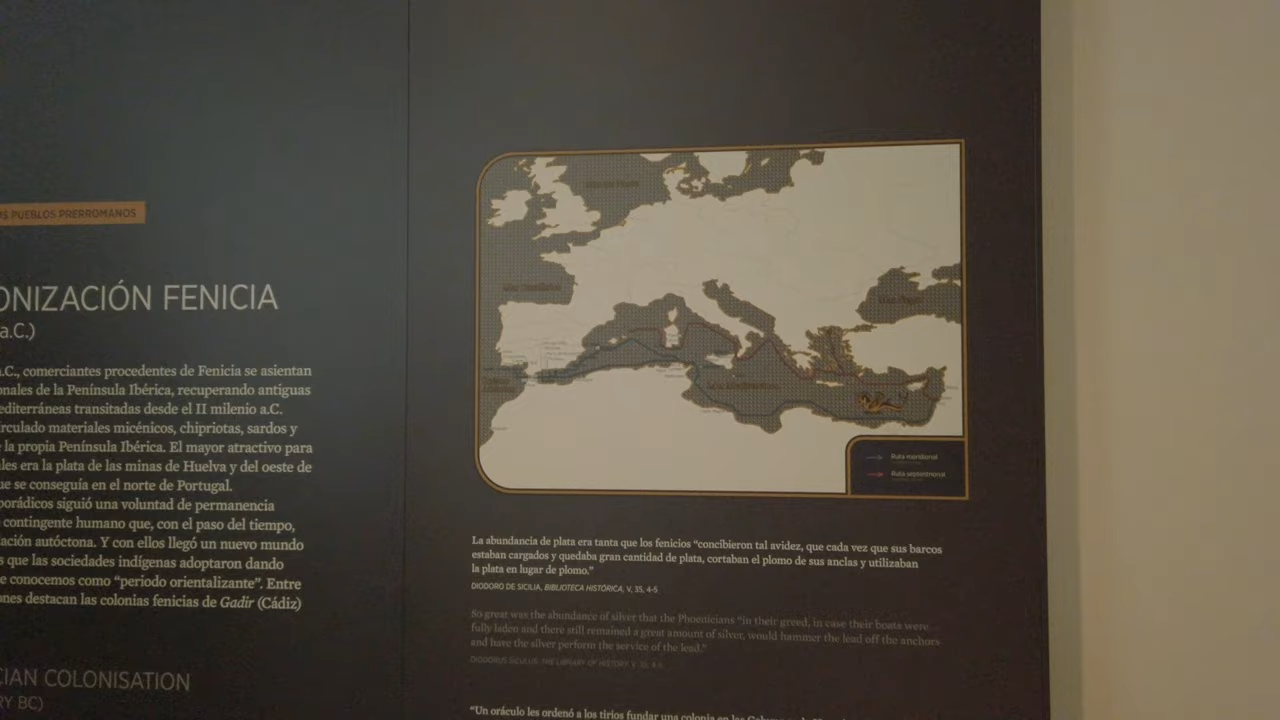 OS PUEBLOS PRERROMANOS
ONIZACIÓN FENICIA
a.C.)
a.C., comerciantes procedentes de Fenicia se asientan
onales de la Península Ibérica, recuperando antiguas
editerráneas transitadas desde el II milenio a.C.
rculado materiales micénicos, chipriotas, sardos y
e la propia Península Ibérica. El mayor atractivo para
les era la plata de las minas de Huelva y del oeste de
ue se conseguía en el norte de Portugal.
porádicos siguió una voluntad de permanencia
contingente humano que, con el paso del tiempo,
lación autóctona. Y con ellos llegó un nuevo mundo
s que las sociedades indígenas adoptaron dando
e conocemos como “periodo orientalizante”. Entre
ones destacan las colonias fenicias de Gadir (Cádiz)
CIAN COLONISATION
RY BC)
Ruta meridional
Ruta septentrional
La abundancia de plata era tanta que los fenicios “concibieron tal avidez, que cada vez que sus barcos
estaban cargados y quedaba gran cantidad de plata, cortaban el plomo de sus anclas y utilizaban
la plata en lugar de plomo.”
DIODORO DE SICILIA, BIBLIOTECA HISTÓRICA, V, 35, 4-5
So great was the abundance of silver that the Phoenicians “in their greed, in case their boats were
fully laden and there still remained a great amount of silver, would hammer the lead off the anchors
and have the silver perform the service of the lead.”
DIODORUS SICULUS, THE LIBRARY OF HISTORY, V, 35, 4-5
“Un oráculo les ordenó a los tirios fundar una colonia en las